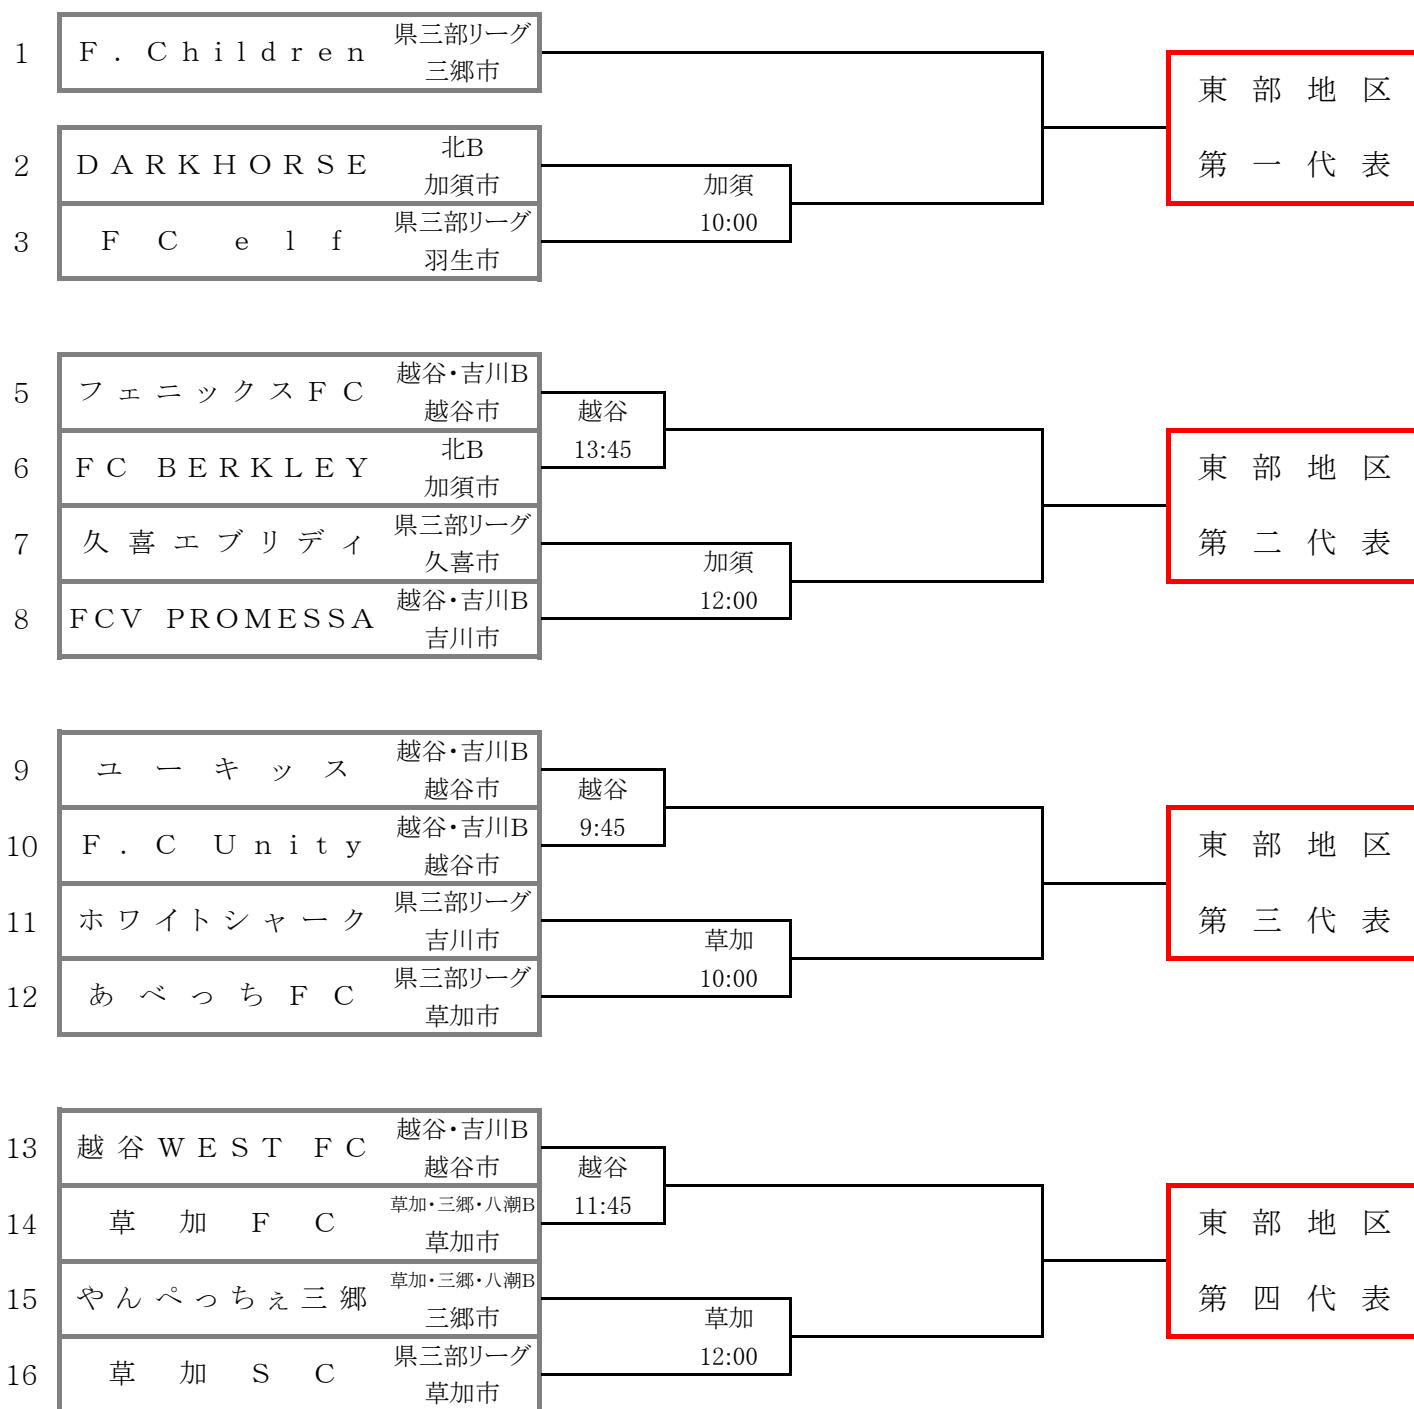 1 F.Children 県三部リーグ 三郷市
東部地区
第一代表
2 DARKHORSE 北B 加須市
加須
10:00
3 FC elf 県三部リーグ 羽生市
5 フェニックスFC 越谷・吉川B 越谷市
越谷
13:45
6 FC BERKLEY 北B 加須市
東部地区
第二代表
7 久喜エブリディ 県三部リーグ 久喜市
加須
12:00
8 FCV PROMESSA 越谷・吉川B 吉川市
9 ユーキッス 越谷・吉川B 越谷市
越谷
9:45
10 F.C Unity 越谷・吉川B 越谷市
東部地区
第三代表
11 ホワイトシャーク 県三部リーグ 吉川市
草加
10:00
12 あべっちFC 県三部リーグ 草加市
13 越谷WEST FC 越谷・吉川B 越谷市
越谷
11:45
14 草加FC 草加・三郷・八潮B 草加市
東部地区
第四代表
15 やんぺっちぇ三郷 草加・三郷・八潮B 三郷市
草加
12:00
16 草加SC 県三部リーグ 草加市